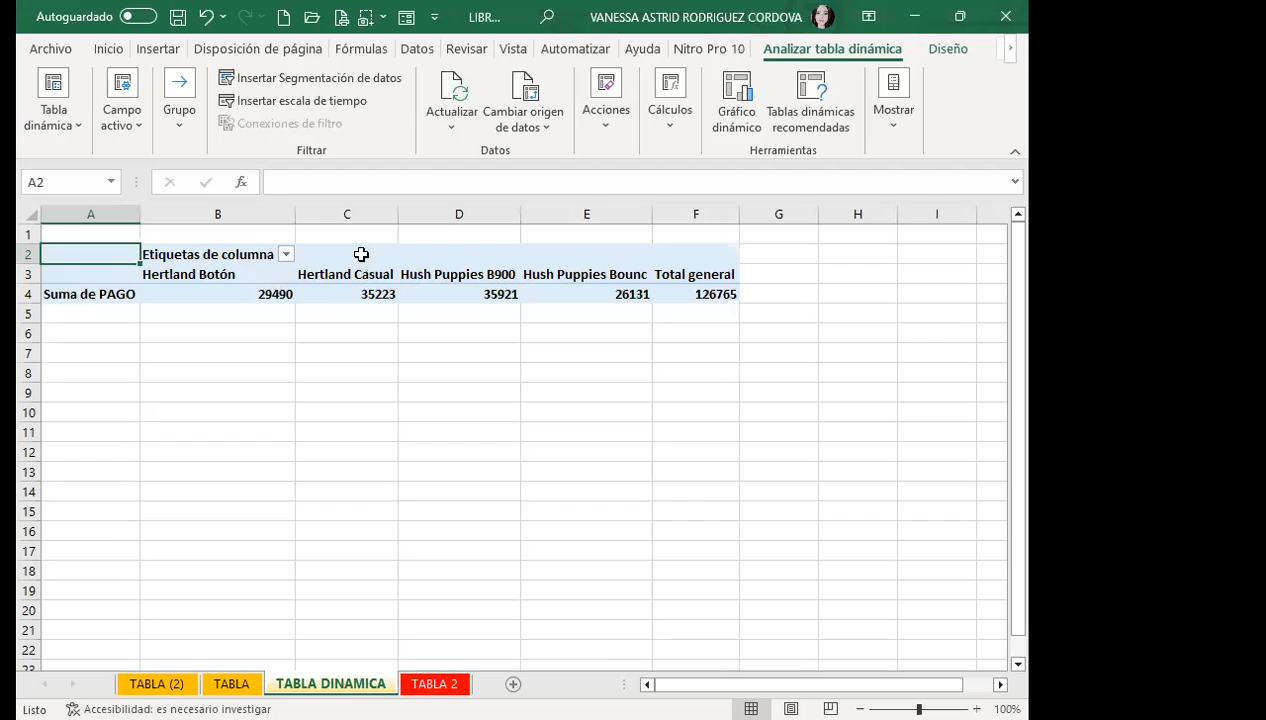 Autoguardado LIBR... VANESSA ASTRID RODRIGUEZ CORDOVA
Archivo Inicio Insertar Disposición de página Fórmulas Datos Revisar Vista Automatizar Ayuda Nitro Pro 10 Analizar tabla dinámica Diseño
Tabla dinámica
Campo activo
Grupo
Insertar Segmentación de datos
Insertar escala de tiempo
Conexiones de filtro
Filtrar
Actualizar
Cambiar origen de datos
Datos
Acciones
Cálculos
Gráfico dinámico
Tablas dinámicas recomendadas
Herramientas
Mostrar
A2 fx
A B C D E F G H I
1
2 Etiquetas de columna
3 Hertland Botón Hertland Casual Hush Puppies B900 Hush Puppies Bounc Total general
4 Suma de PAGO 29490 35223 35921 26131 126765
5
6
7
8
9
10
11
12
13
14
15
16
17
18
19
20
21
22
23
TABLA (2) TABLA TABLA DINAMICA TABLA 2
Listo Accesibilidad: es necesario investigar 100%